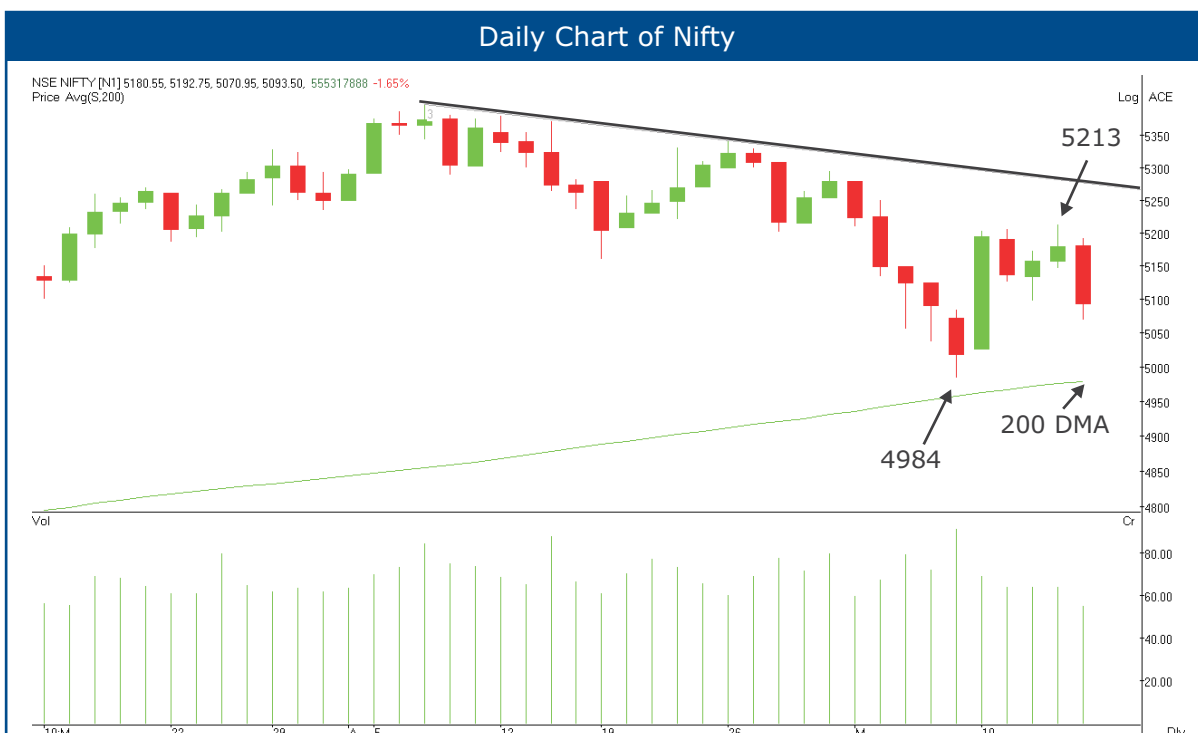 Daily Chart of Nifty
NSE NIFTY [N1] 5180.55, 5192.75, 5070.95, 5093.50, 555317888 -1.65%
Price Avg(S,200)
Log ACE
3
5213
5350
5300
5250
5200
5150
5100
5050
5000
4950
4900
4850
4800
200 DMA
4984
Vol
Cr
80.00
60.00
40.00
20.00
22 29 A 5 12 19 26 M 10 Dly